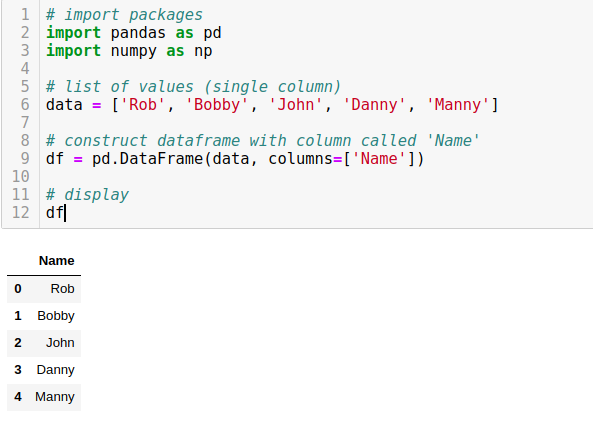 1 # import packages
2 import pandas as pd
3 import numpy as np
4
5 # list of values (single column)
6 data = ['Rob', 'Bobby', 'John', 'Danny', 'Manny']
7
8 # construct dataframe with column called 'Name'
9 df = pd.DataFrame(data, columns=['Name'])
10
11 # display
12 df
Name
0 Rob
1 Bobby
2 John
3 Danny
4 Manny